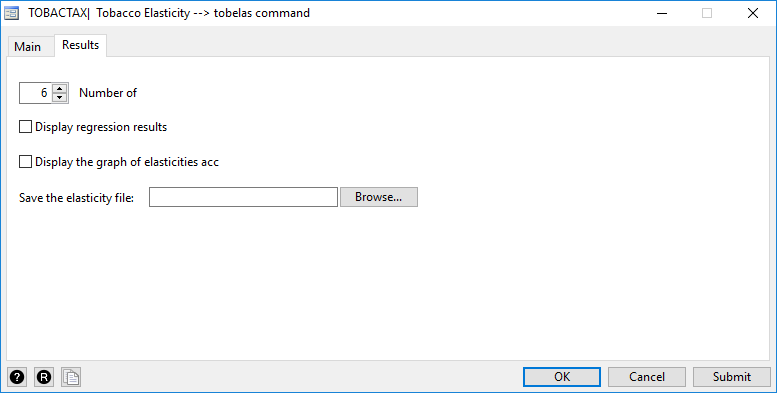 TOBACTAX| Tobacco Elasticity --> tobelas command
Main
Results
6 Number of
Display regression results
Display the graph of elasticities acc
Save the elasticity file: Browse...
? R OK Cancel Submit